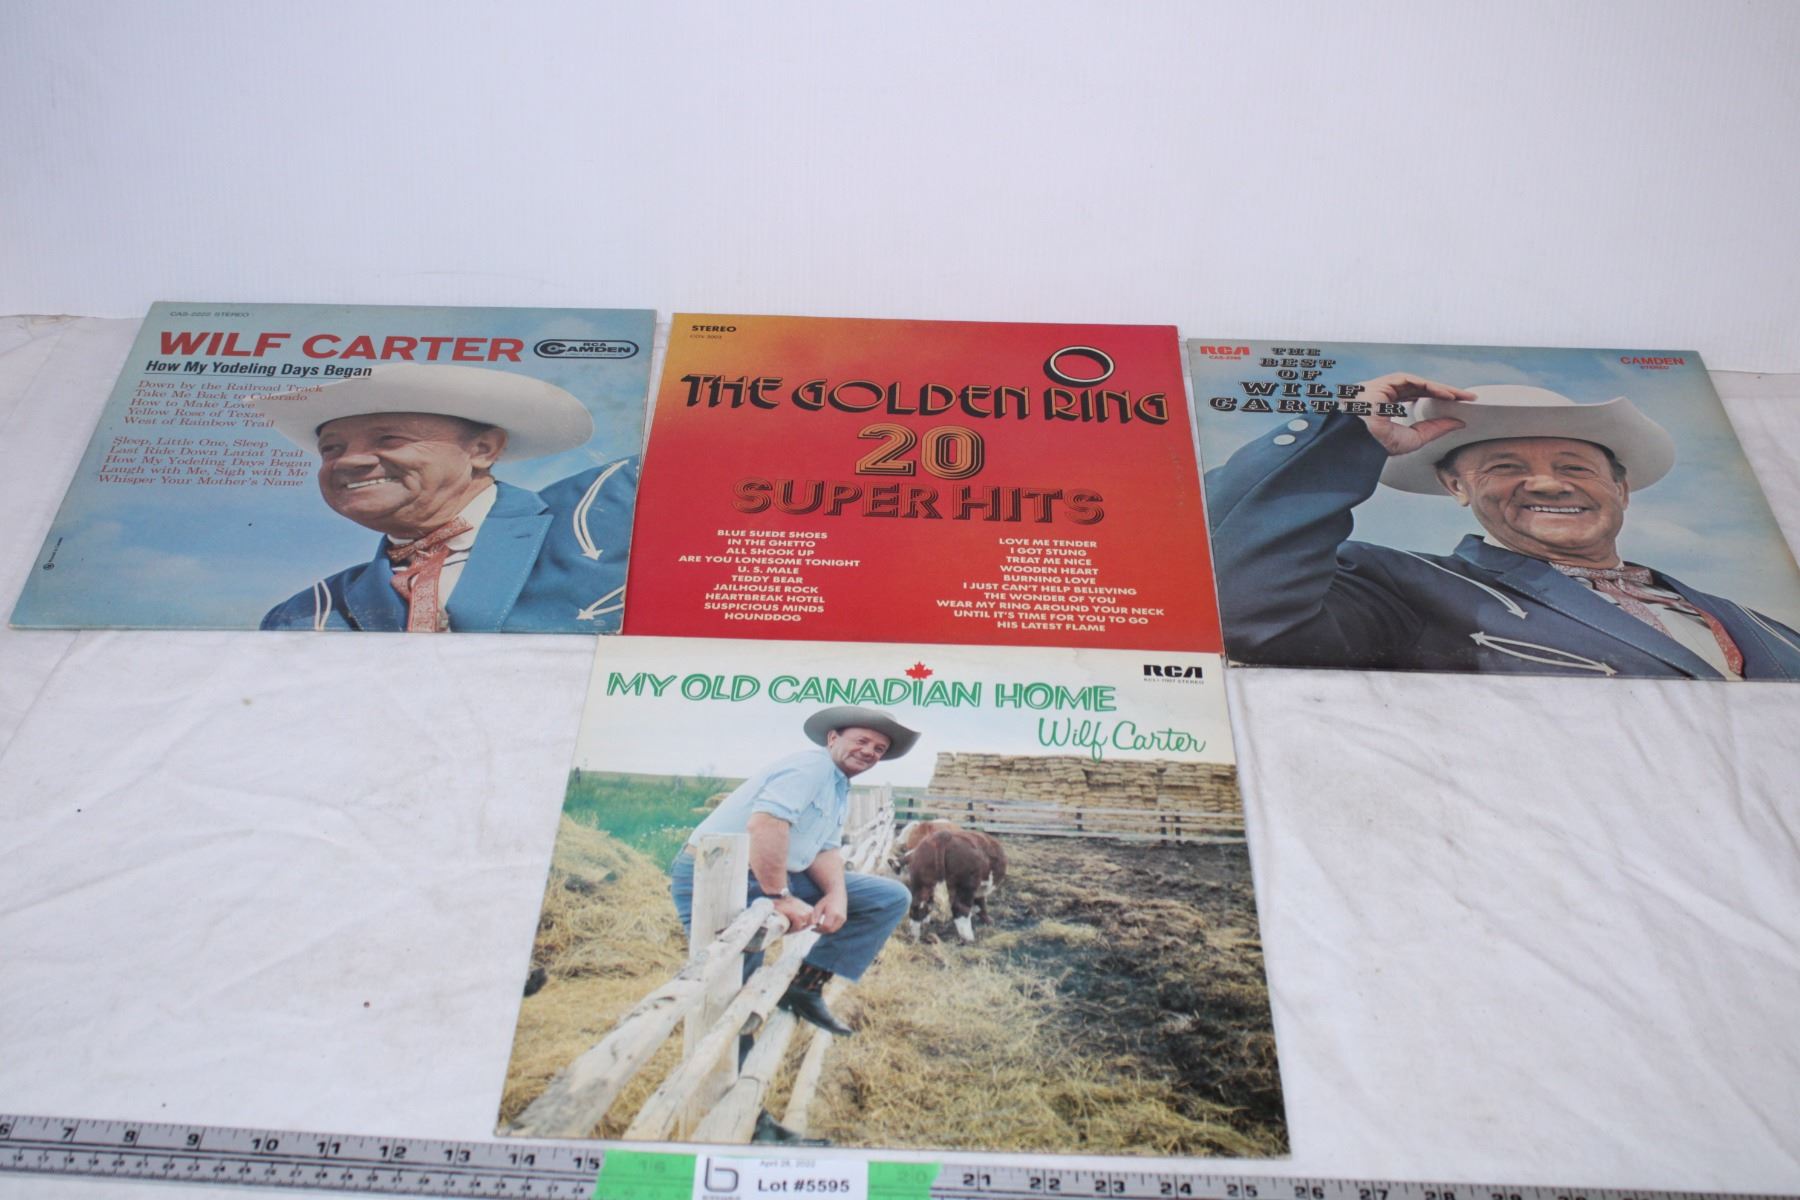 CAS-2222 STEREO
WILF CARTER
RCA
CAMDEN
How My Yodeling Days Began
Down by the Railroad Track
Take Me Back to Colorado
How to Make Love
Yellow Rose of Texas
West of Rainbow Trail
Sleep, Little One, Sleep
Last Ride Down Lariat Trail
How My Yodeling Days Began
Laugh with Me, Sigh with Me
Whisper Your Mother's Name
STEREO
THE GOLDEN RING
20
SUPER HITS
BLUE SUEDE SHOES
IN THE GHETTO
ALL SHOOK UP
ARE YOU LONESOME TONIGHT
U. S. MALE
TEDDY BEAR
JAILHOUSE ROCK
HEARTBREAK HOTEL
SUSPICIOUS MINDS
HOUNDDOG
LOVE ME TENDER
I GOT STUNG
TREAT ME NICE
WOODEN HEART
BURNING LOVE
I JUST CAN'T HELP BELIEVING
THE WONDER OF YOU
WEAR MY RING AROUND YOUR NECK
UNTIL IT'S TIME FOR YOU TO GO
HIS LATEST FLAME
RCA
THE
BEST
OF
WILF
CARTER
CAMDEN
STEREO
MY OLD CANADIAN HOME
Wilf Carter
RCA
STEREO
6 7 8 9 10 11 12 13 14 15 16
b
April 28, 2022
Lot #5595
20 21 22 23 24 25 26 27 28